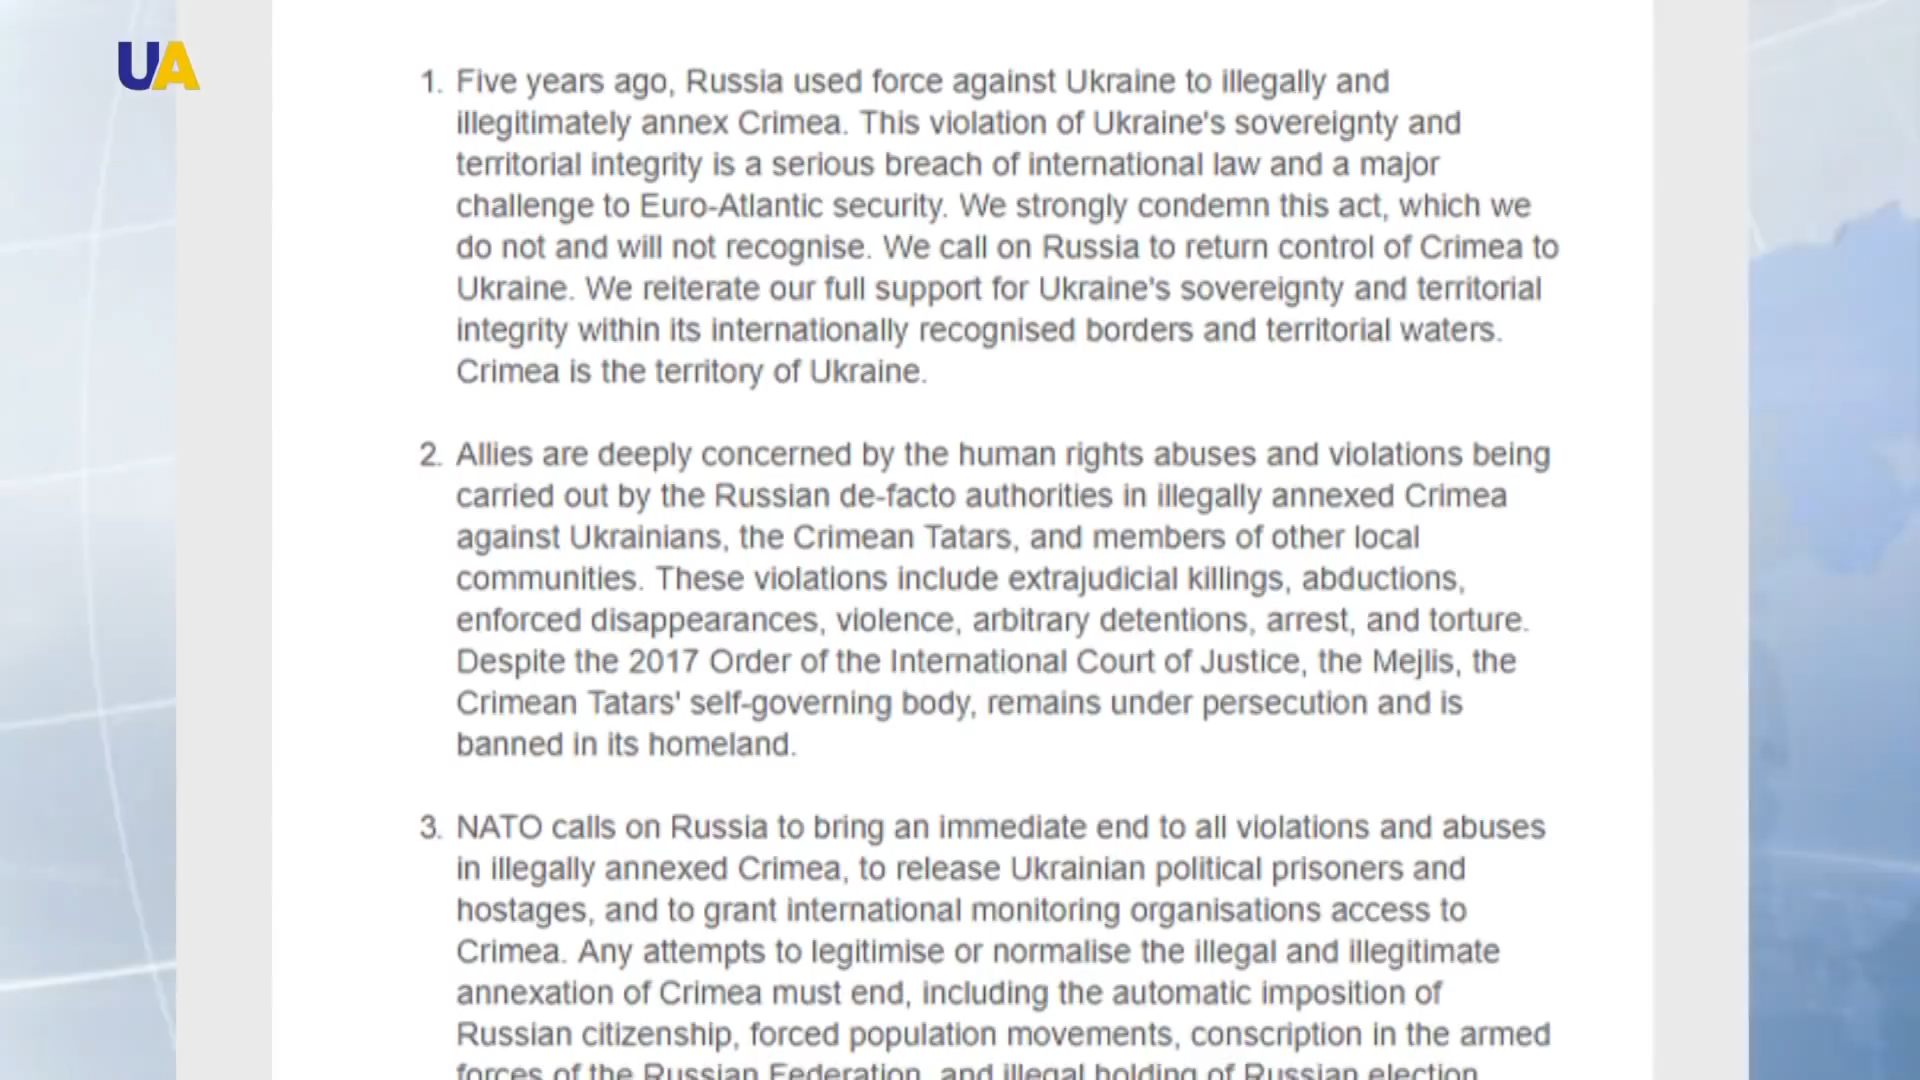 UA
1. Five years ago, Russia used force against Ukraine to illegally and
illegitimately annex Crimea. This violation of Ukraine's sovereignty and
territorial integrity is a serious breach of international law and a major
challenge to Euro-Atlantic security. We strongly condemn this act, which we
do not and will not recognise. We call on Russia to return control of Crimea to
Ukraine. We reiterate our full support for Ukraine's sovereignty and territorial
integrity within its internationally recognised borders and territorial waters.
Crimea is the territory of Ukraine.
2. Allies are deeply concerned by the human rights abuses and violations being
carried out by the Russian de-facto authorities in illegally annexed Crimea
against Ukrainians, the Crimean Tatars, and members of other local
communities. These violations include extrajudicial killings, abductions,
enforced disappearances, violence, arbitrary detentions, arrest, and torture.
Despite the 2017 Order of the International Court of Justice, the Mejlis, the
Crimean Tatars' self-governing body, remains under persecution and is
banned in its homeland.
3. NATO calls on Russia to bring an immediate end to all violations and abuses
in illegally annexed Crimea, to release Ukrainian political prisoners and
hostages, and to grant international monitoring organisations access to
Crimea. Any attempts to legitimise or normalise the illegal and illegitimate
annexation of Crimea must end, including the automatic imposition of
Russian citizenship, forced population movements, conscription in the armed
forces of the Russian Federation, and illegal holding of Russian election